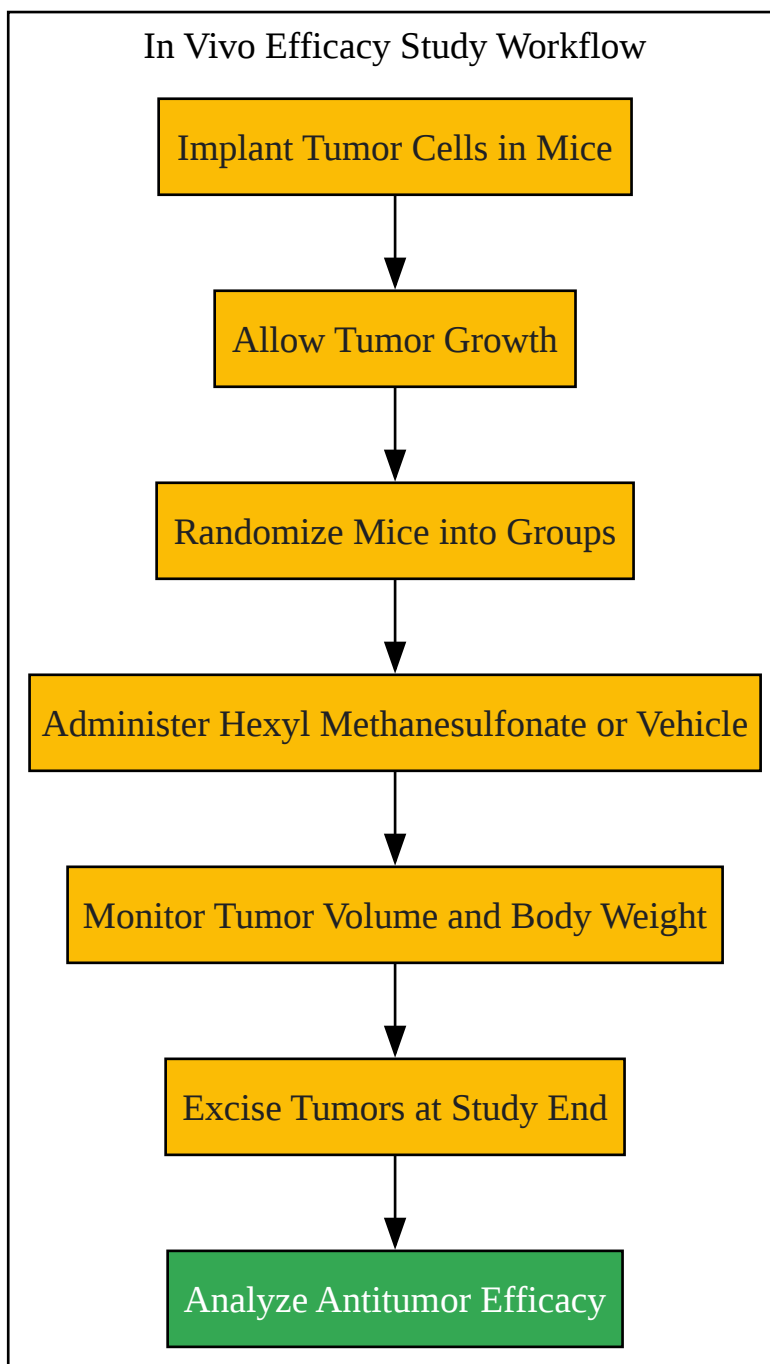 In Vivo Efficacy Study Workflow
Implant Tumor Cells in Mice
Allow Tumor Growth
Randomize Mice into Groups
Administer Hexyl Methanesulfonate or Vehicle
Monitor Tumor Volume and Body Weight
Excise Tumors at Study End
Analyze Antitumor Efficacy